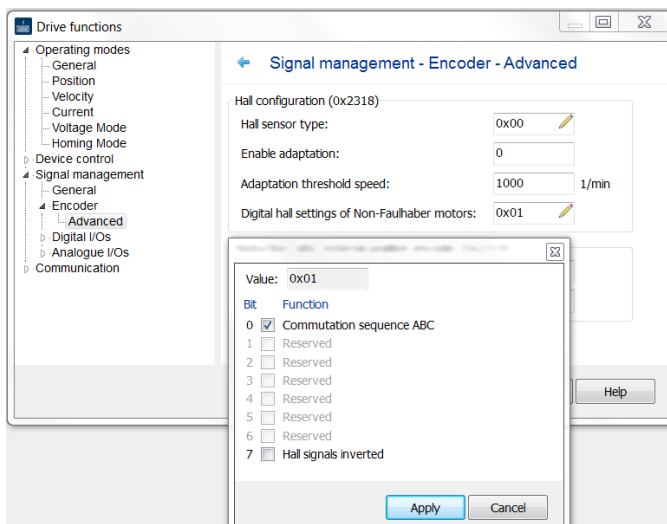 Drive functions
Operating modes
General
Position
Velocity
Current
Voltage Mode
Homing Mode
Device control
Signal management
General
Encoder
Advanced
Digital I/Os
Analogue I/Os
Communication
Signal management - Encoder - Advanced
Hall configuration (0x2318)
Hall sensor type: 0x00
Enable adaptation: 0
Adaptation threshold speed: 1000 1/min
Digital hall settings of Non-Faulhaber motors: 0x01
Value: 0x01
Bit Function
0 Commutation sequence ABC
1 Reserved
2 Reserved
3 Reserved
4 Reserved
5 Reserved
6 Reserved
7 Hall signals inverted
Apply Cancel
Help